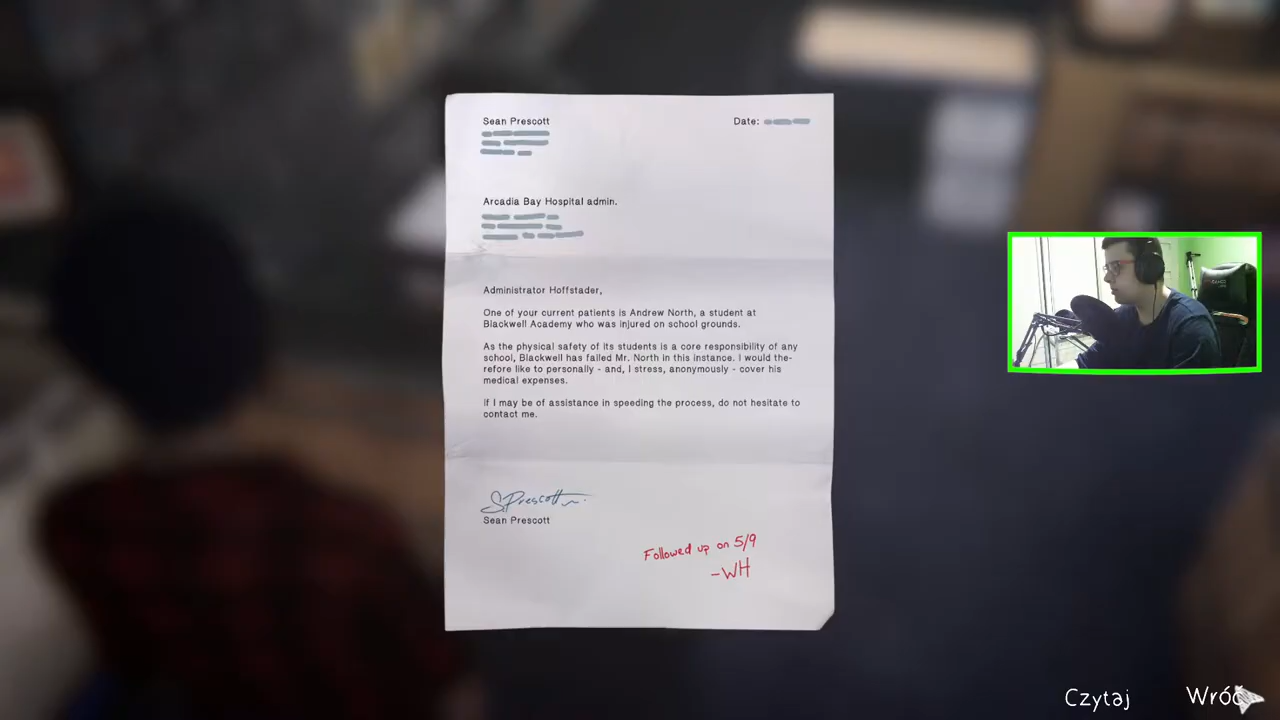 Sean Prescott
Date:
Arcadia Bay Hospital admin.
Administrator Hoffstader,
One of your current patients is Andrew North, a student at
Blackwell Academy who was injured on school grounds.
As the physical safety of its students is a core responsibility of any
school, Blackwell has failed Mr. North in this instance. I would the-
refore like to personally - and, I stress, anonymously - cover his
medical expenses.
if I may be of assistance in speeding the process, do not hesitate to
contact me.
S. Prescott
Sean Prescott
Followed up on 5/9
-WH
Czytaj